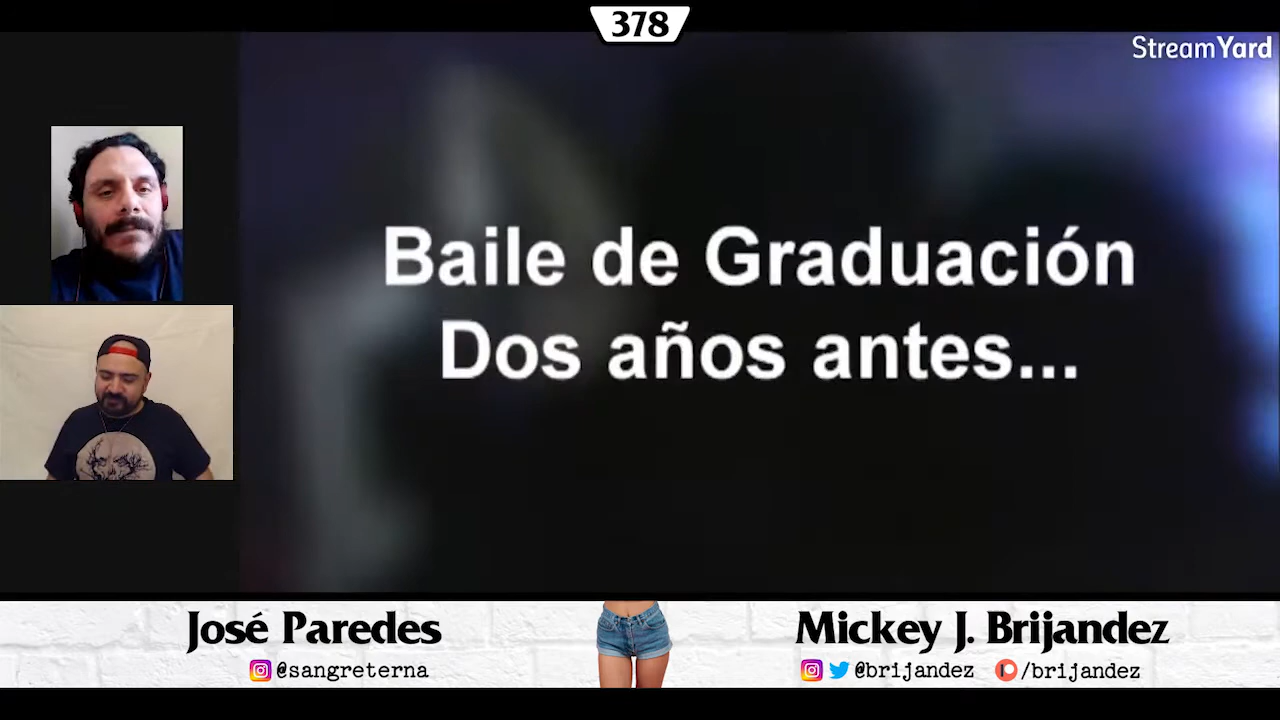 378
StreamYard
Baile de Graduación
Dos años antes...
José Paredes
@sangreterna
Mickey J. Brijandez
@brijandez /brijandez